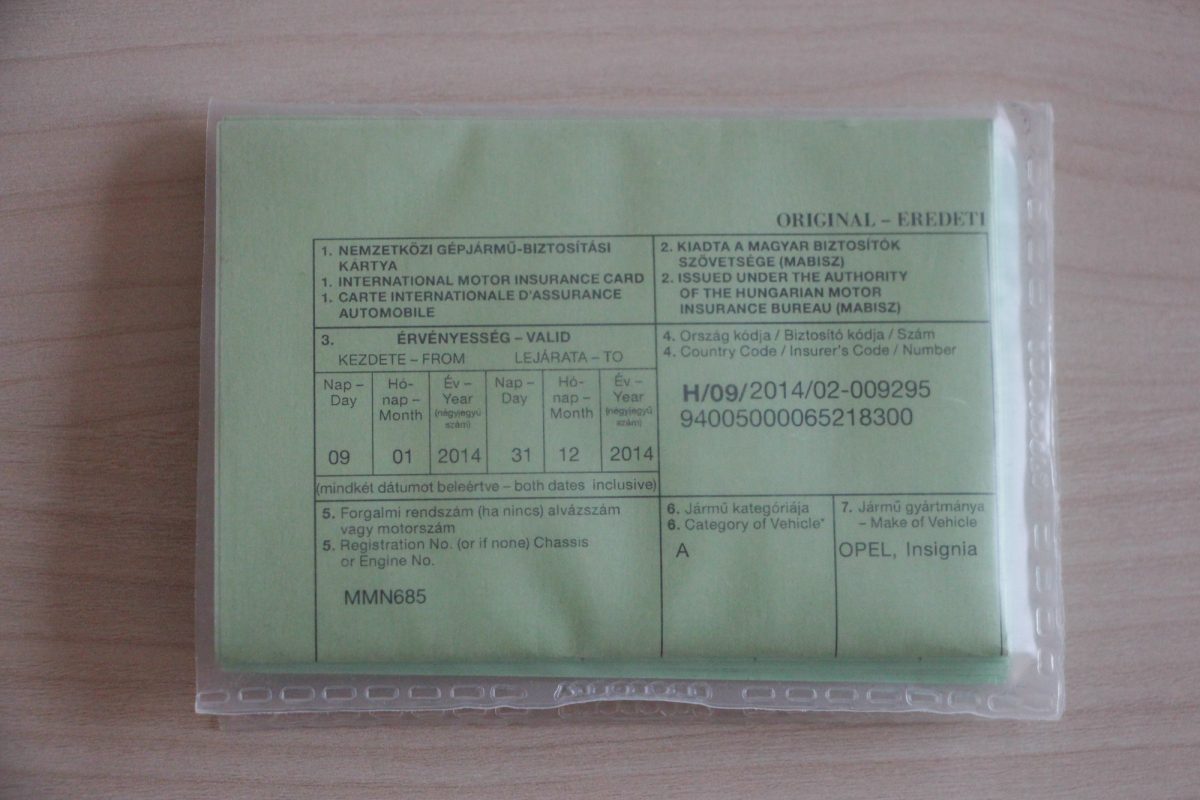 ORIGINAL – EREDETI
1. NEMZETKÖZI GÉPJÁRMŰ-BIZTOSÍTÁSI
KÁRTYA
1. INTERNATIONAL MOTOR INSURANCE CARD
1. CARTE INTERNATIONALE D'ASSURANCE
AUTOMOBILE
2. KIADTA A MAGYAR BIZTOSÍTÓK
SZÖVETSÉGE (MABISZ)
2. ISSUED UNDER THE AUTHORITY
OF THE HUNGARIAN MOTOR
INSURANCE BUREAU (MABISZ)
3. ÉRVÉNYESSÉG – VALID
KEZDETE – FROM LEJÁRATA – TO
Nap – Hó- Év – Nap – Hó- Év –
Day nap – Year Day nap – Year
Month (négyjegyű Month (négyjegyű
szám) szám)
09 01 2014 31 12 2014
(mindkét dátumot beleértve – both dates inclusive)
4. Ország kódja / Biztosító kódja / Szám
4. Country Code / Insurer's Code / Number
H/09/2014/02-009295
94005000065218300
5. Forgalmi rendszám (ha nincs) alvázszám
vagy motorszám
5. Registration No. (or if none) Chassis
or Engine No.
MMN685
6. Jármű kategóriája
6. Category of Vehicle*
A
7. Jármű gyártmánya
– Make of Vehicle
OPEL, Insignia